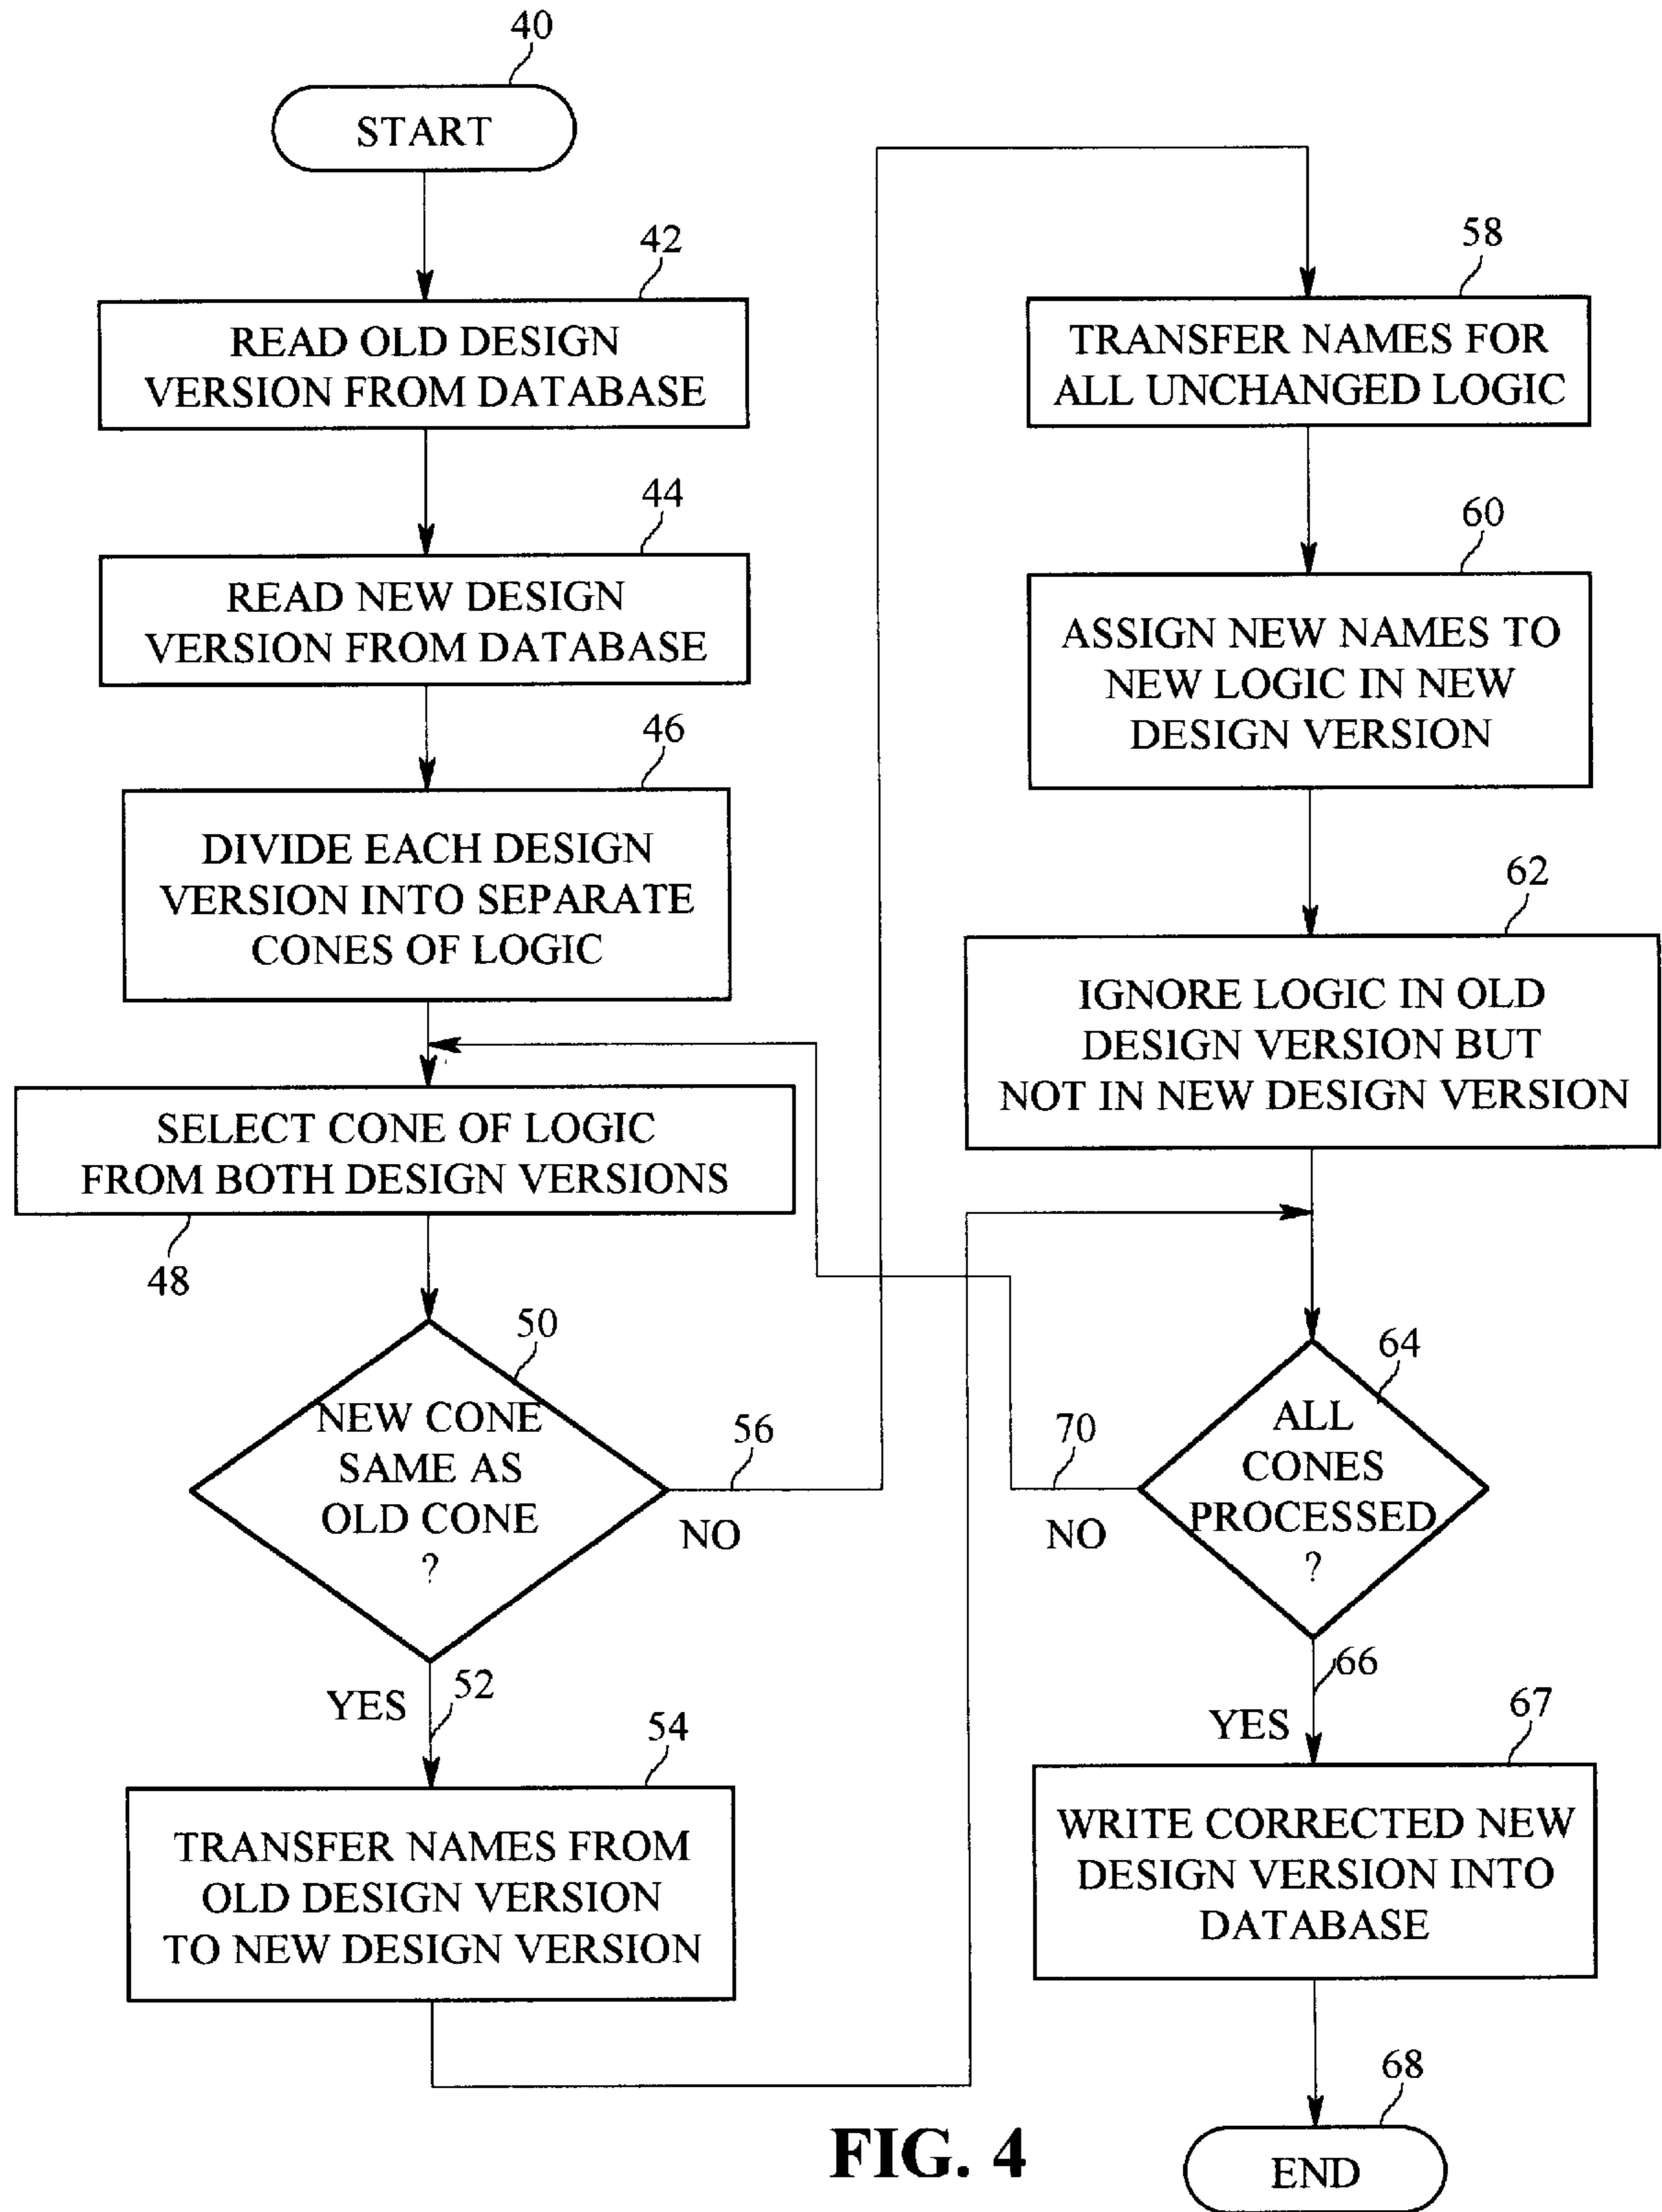 40
START
42
READ OLD DESIGN
VERSION FROM DATABASE
44
READ NEW DESIGN
VERSION FROM DATABASE
46
DIVIDE EACH DESIGN
VERSION INTO SEPARATE
CONES OF LOGIC
SELECT CONE OF LOGIC
FROM BOTH DESIGN VERSIONS
48
50
NEW CONE
SAME AS
OLD CONE
?
56
NO
YES
52
54
TRANSFER NAMES FROM
OLD DESIGN VERSION
TO NEW DESIGN VERSION
58
TRANSFER NAMES FOR
ALL UNCHANGED LOGIC
60
ASSIGN NEW NAMES TO
NEW LOGIC IN NEW
DESIGN VERSION
62
IGNORE LOGIC IN OLD
DESIGN VERSION BUT
NOT IN NEW DESIGN VERSION
64
ALL
CONES
PROCESSED
?
70
NO
66
YES
67
WRITE CORRECTED NEW
DESIGN VERSION INTO
DATABASE
68
END
FIG. 4